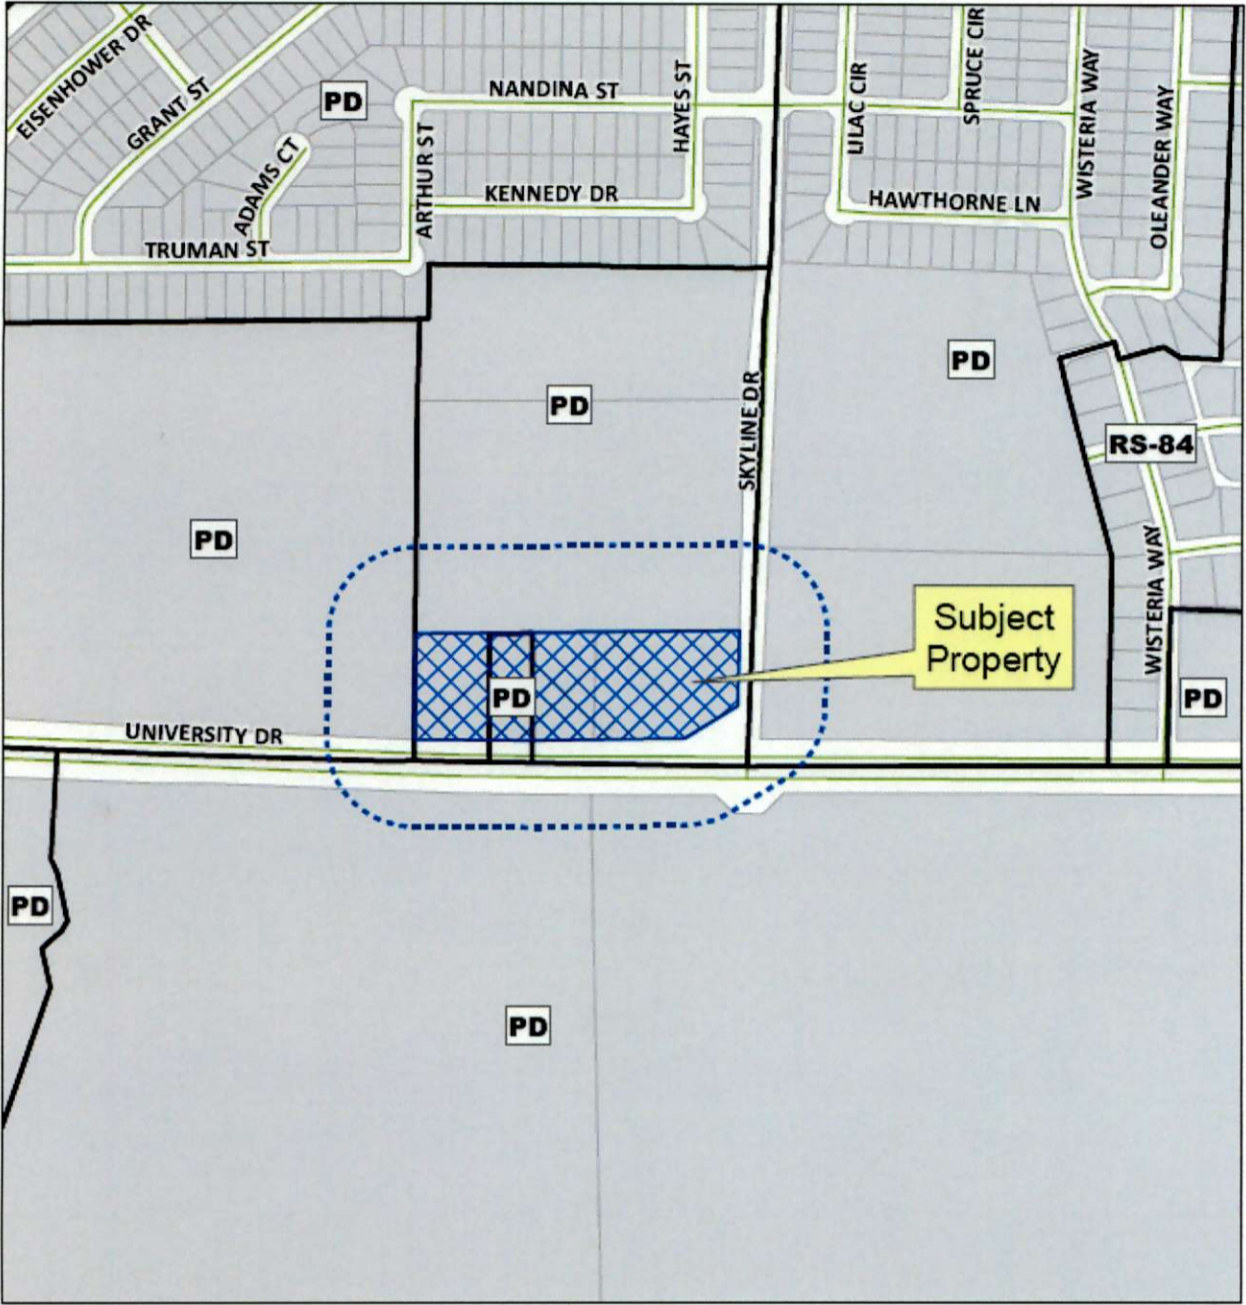 EISENHOWER DR
GRANT ST
PD
NANDINA ST
HAYES ST
LILAC CIR
SPRUCE CIR
WISTERIA WAY
OLEANDER WAY
ADAMS CT
ARTHUR ST
KENNEDY DR
HAWTHORNE LN
TRUMAN ST
PD
PD
SKYLINE DR
RS-84
PD
WISTERIA WAY
Subject
Property
PD
PD
UNIVERSITY DR
PD
PD